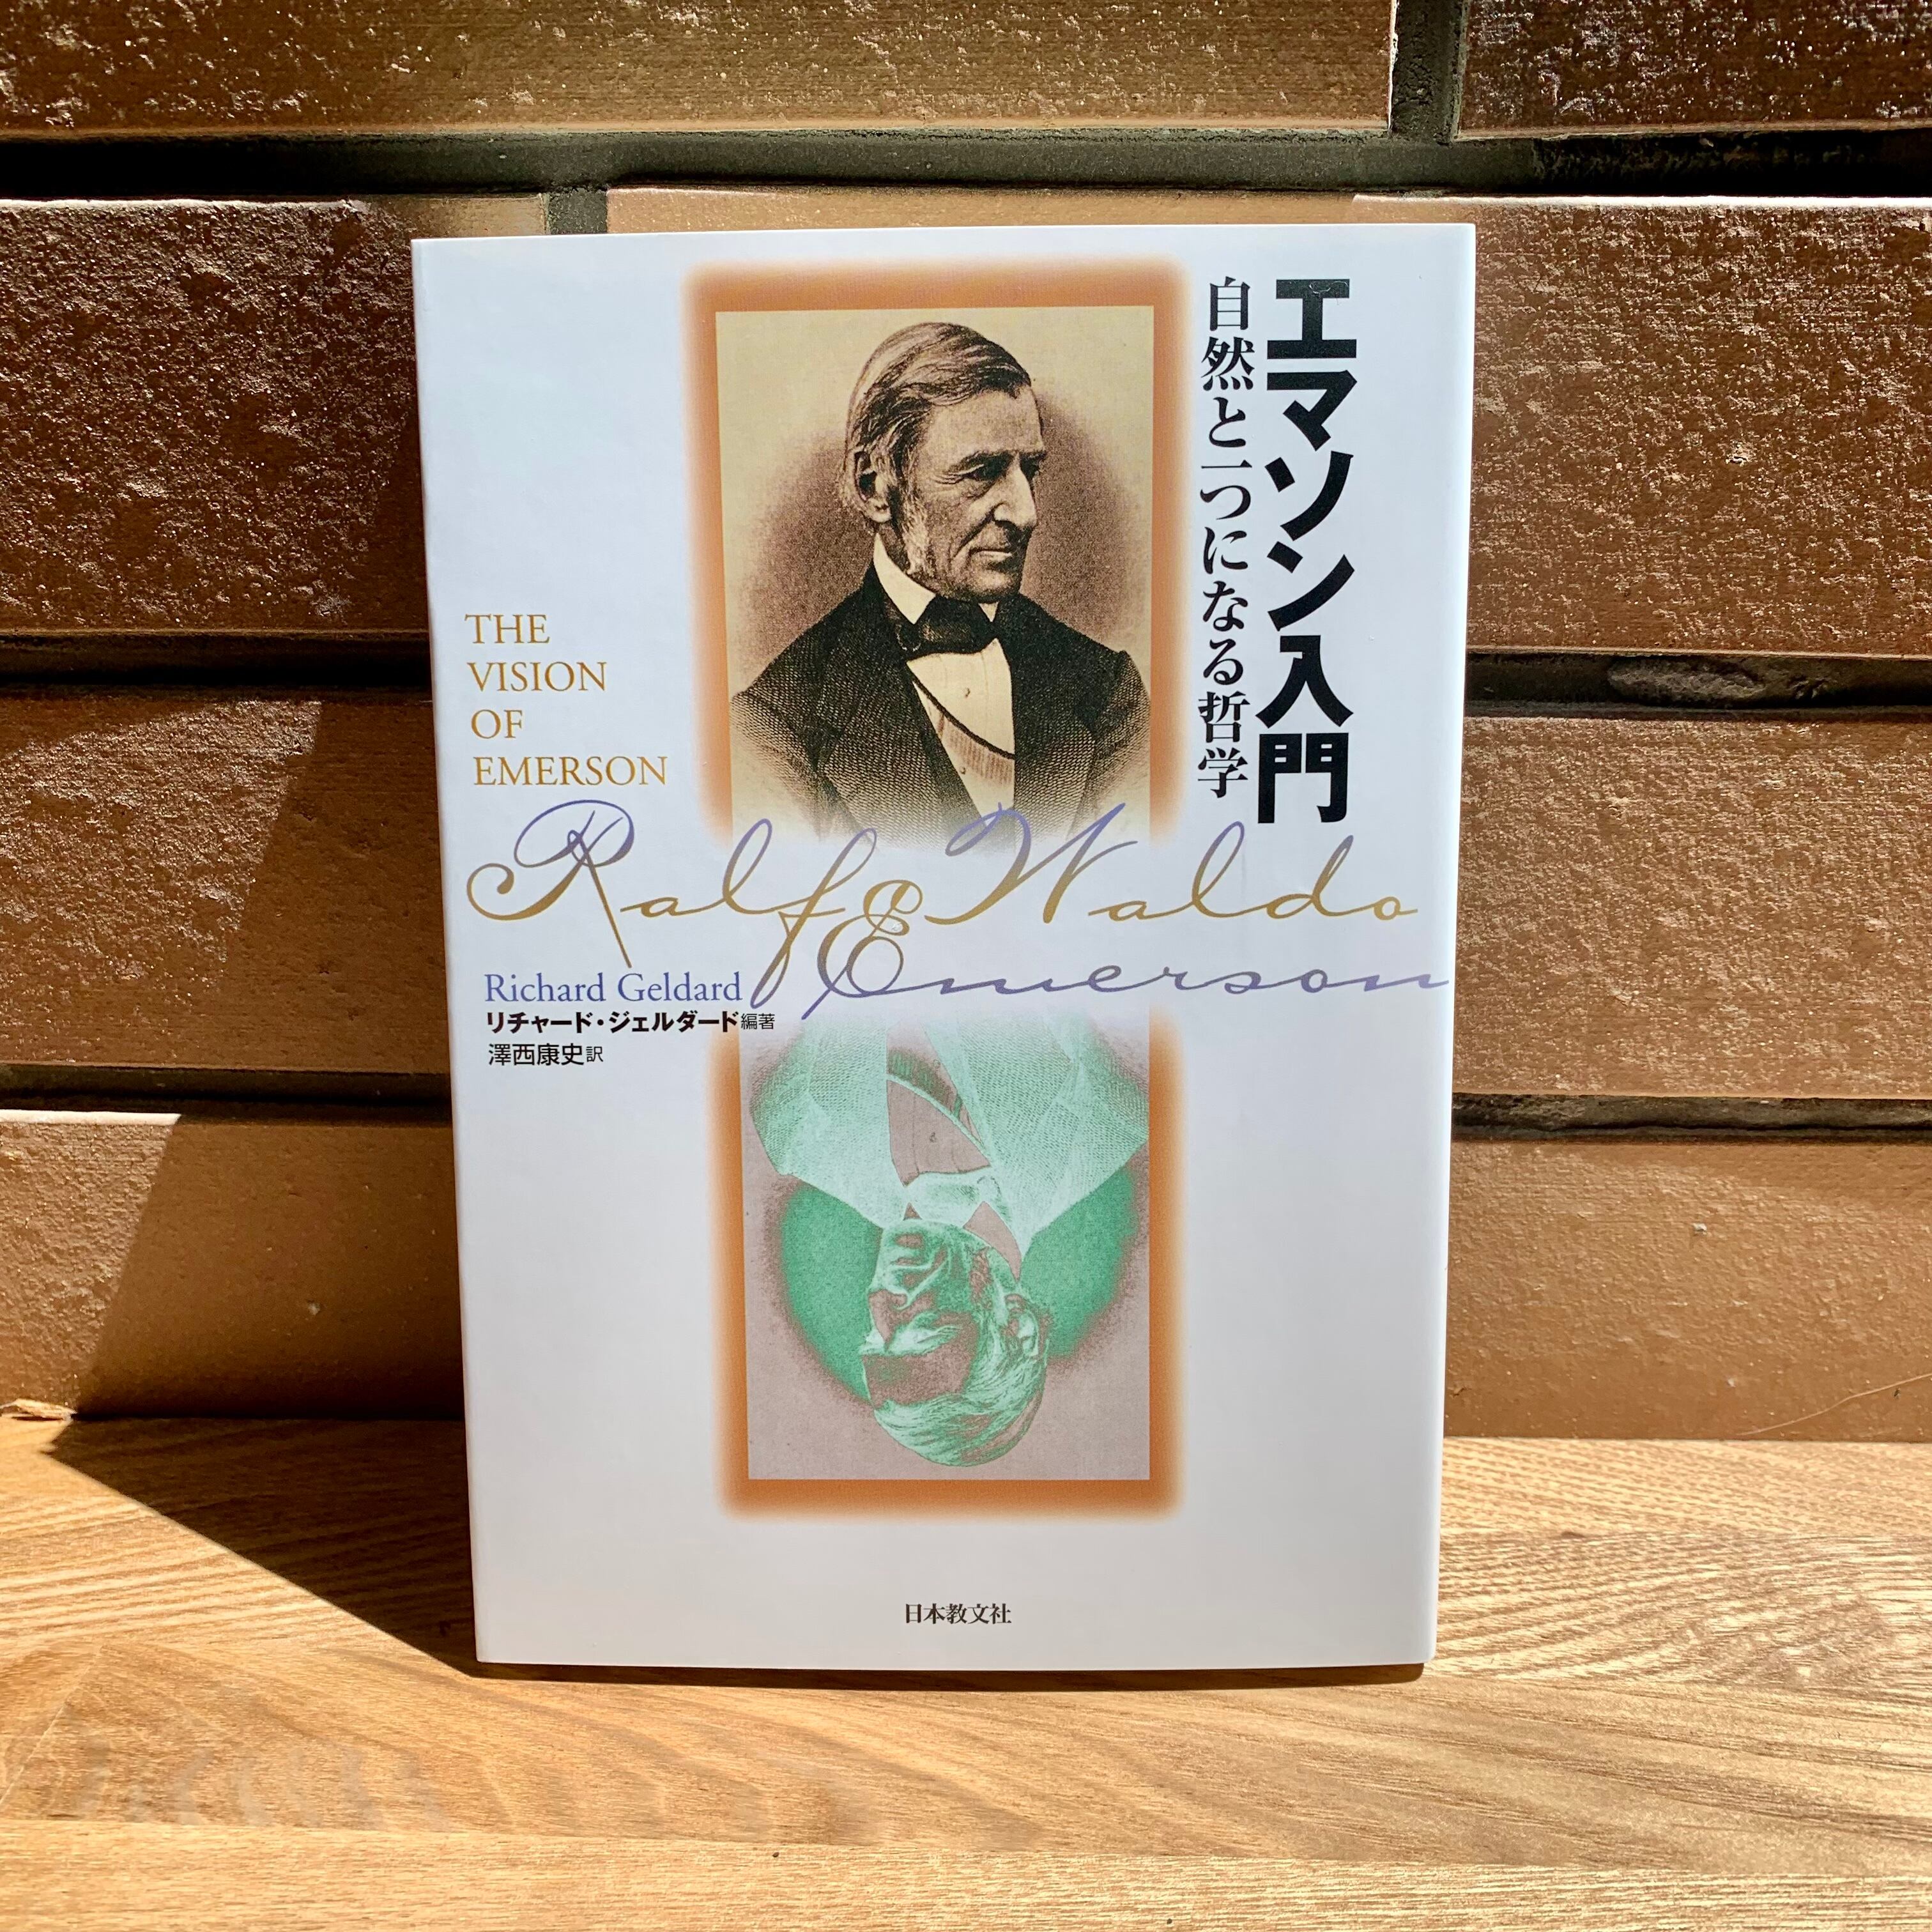 エマソン入門
自然と一つになる哲学
THE
VISION
OF
EMERSON
Ralf Waldo
Emerson
Richard Geldard
リチャード・ジェルダード編著
澤西康史訳
日本教文社